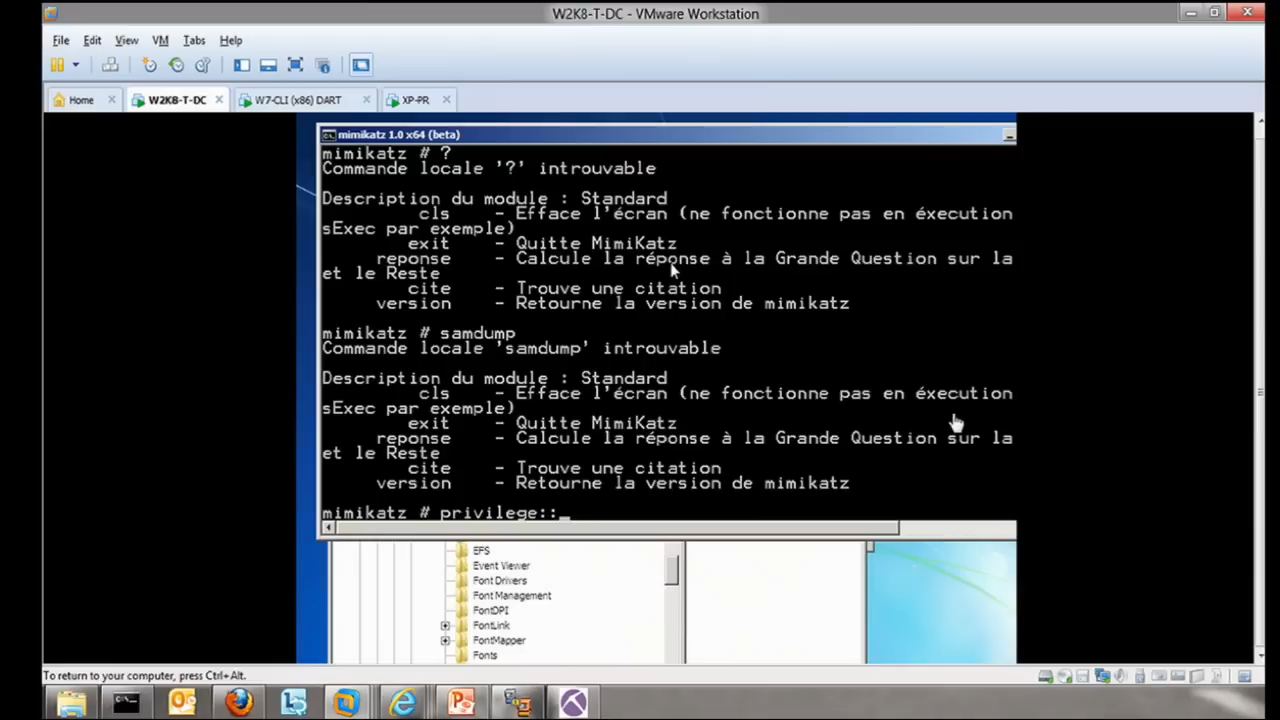 W2K8-T-DC - VMware Workstation
File Edit View VM Tabs Help
Home W2K8-T-DC W7-CLI (x86) DART XP-PR
mimikatz 1.0 x64 (beta)
mimikatz # ?
Commande locale '?' introuvable
Description du module : Standard
cls - Efface l'écran (ne fonctionne pas en éxecution
sExec par exemple)
exit - Quitte MimiKatz
reponse - Calcule la réponse à la Grande Question sur la
et le Reste
cite - Trouve une citation
version - Retourne la version de mimikatz
mimikatz # samdump
Commande locale 'samdump' introuvable
Description du module : Standard
cls - Efface l'écran (ne fonctionne pas en éxecution
sExec par exemple)
exit - Quitte MimiKatz
reponse - Calcule la réponse à la Grande Question sur la
et le Reste
cite - Trouve une citation
version - Retourne la version de mimikatz
mimikatz # privilege::_
EFS
Event Viewer
Font Drivers
Font Management
FontDPI
FontLink
FontMapper
Fonts
To return to your computer, press Ctrl+Alt.